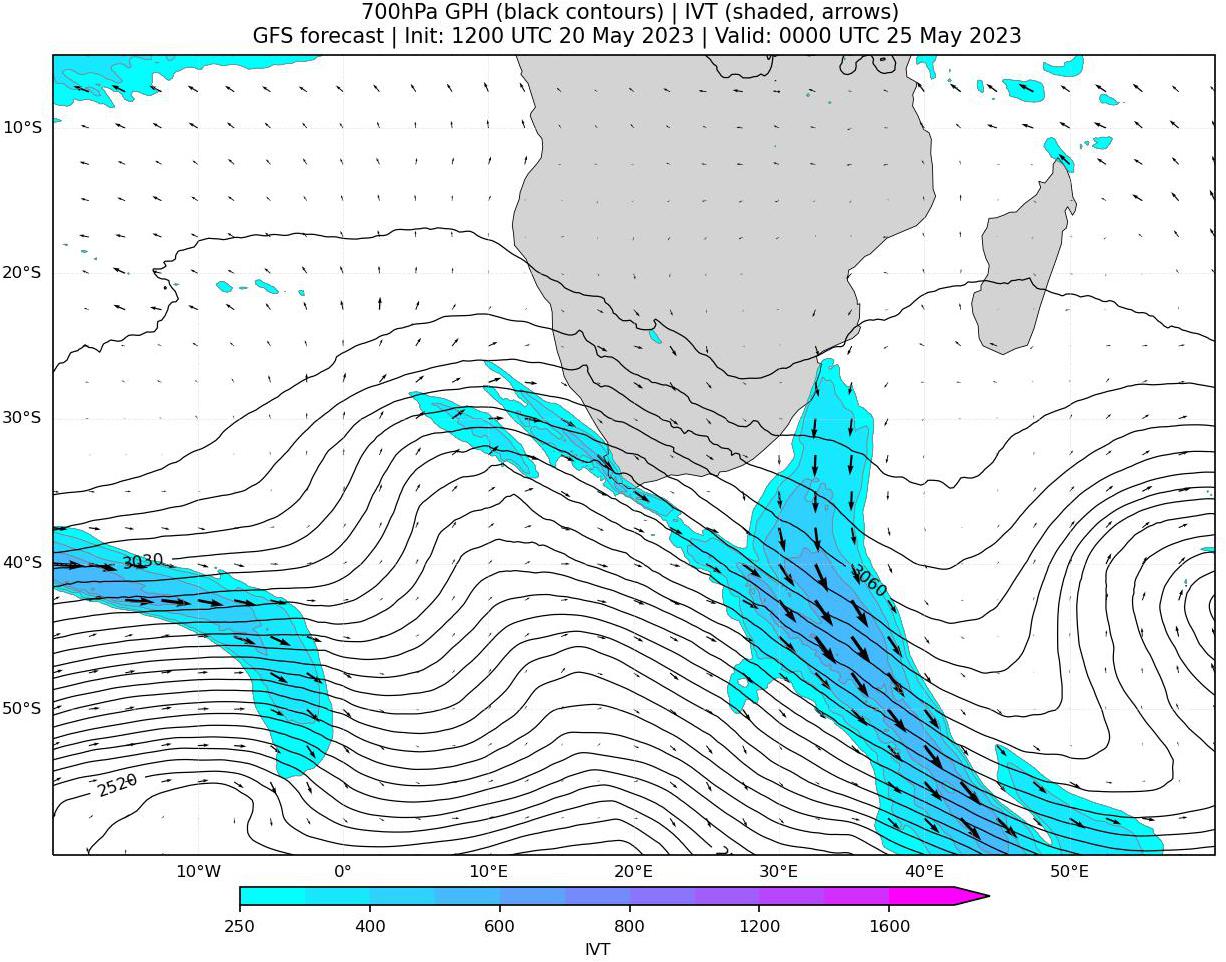 700hPa GPH (black contours) | IVT (shaded, arrows)
GFS forecast | Init: 1200 UTC 20 May 2023 | Valid: 0000 UTC 25 May 2023
10°S
20°S
30°S
40°S
50°S
3030
3060
2520
10°W
0°
10°E
20°E
30°E
40°E
50°E
250
400
600
800
1200
1600
IVT